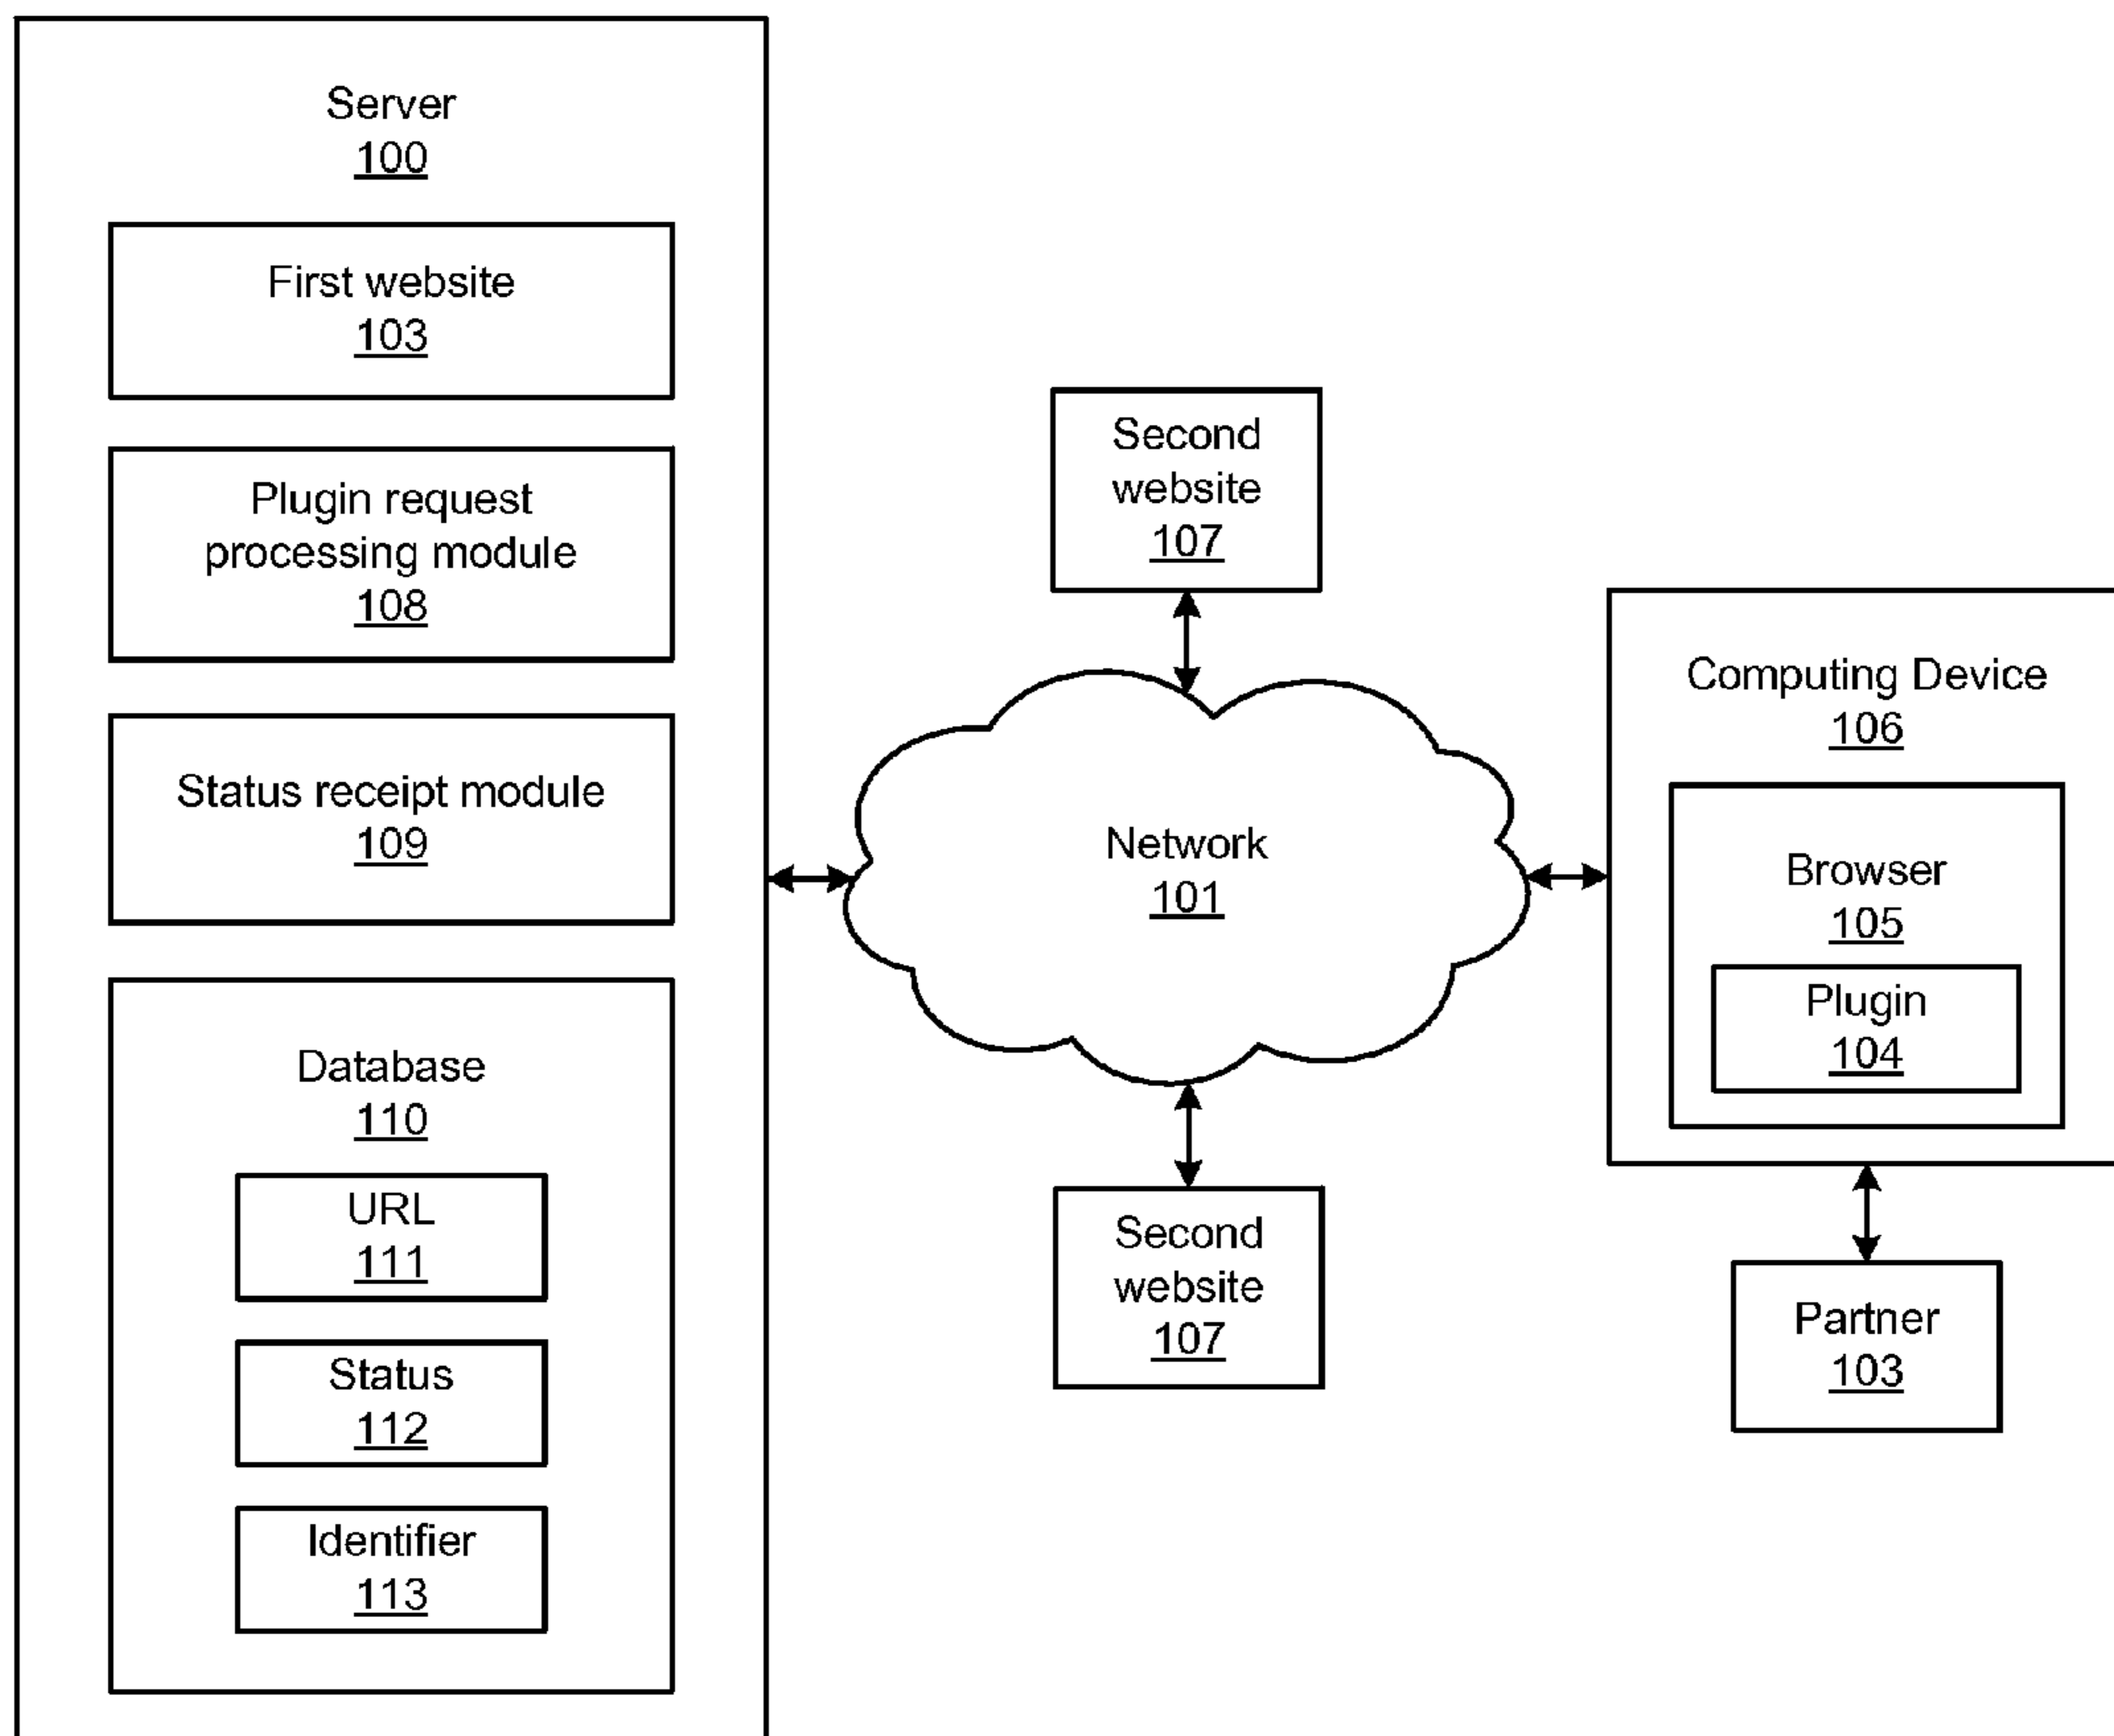 Server
100
First website
103
Plugin request
processing module
108
Status receipt module
109
Database
110
URL
111
Status
112
Identifier
113
Second
website
107
Network
101
Second
website
107
Computing Device
106
Browser
105
Plugin
104
Partner
103